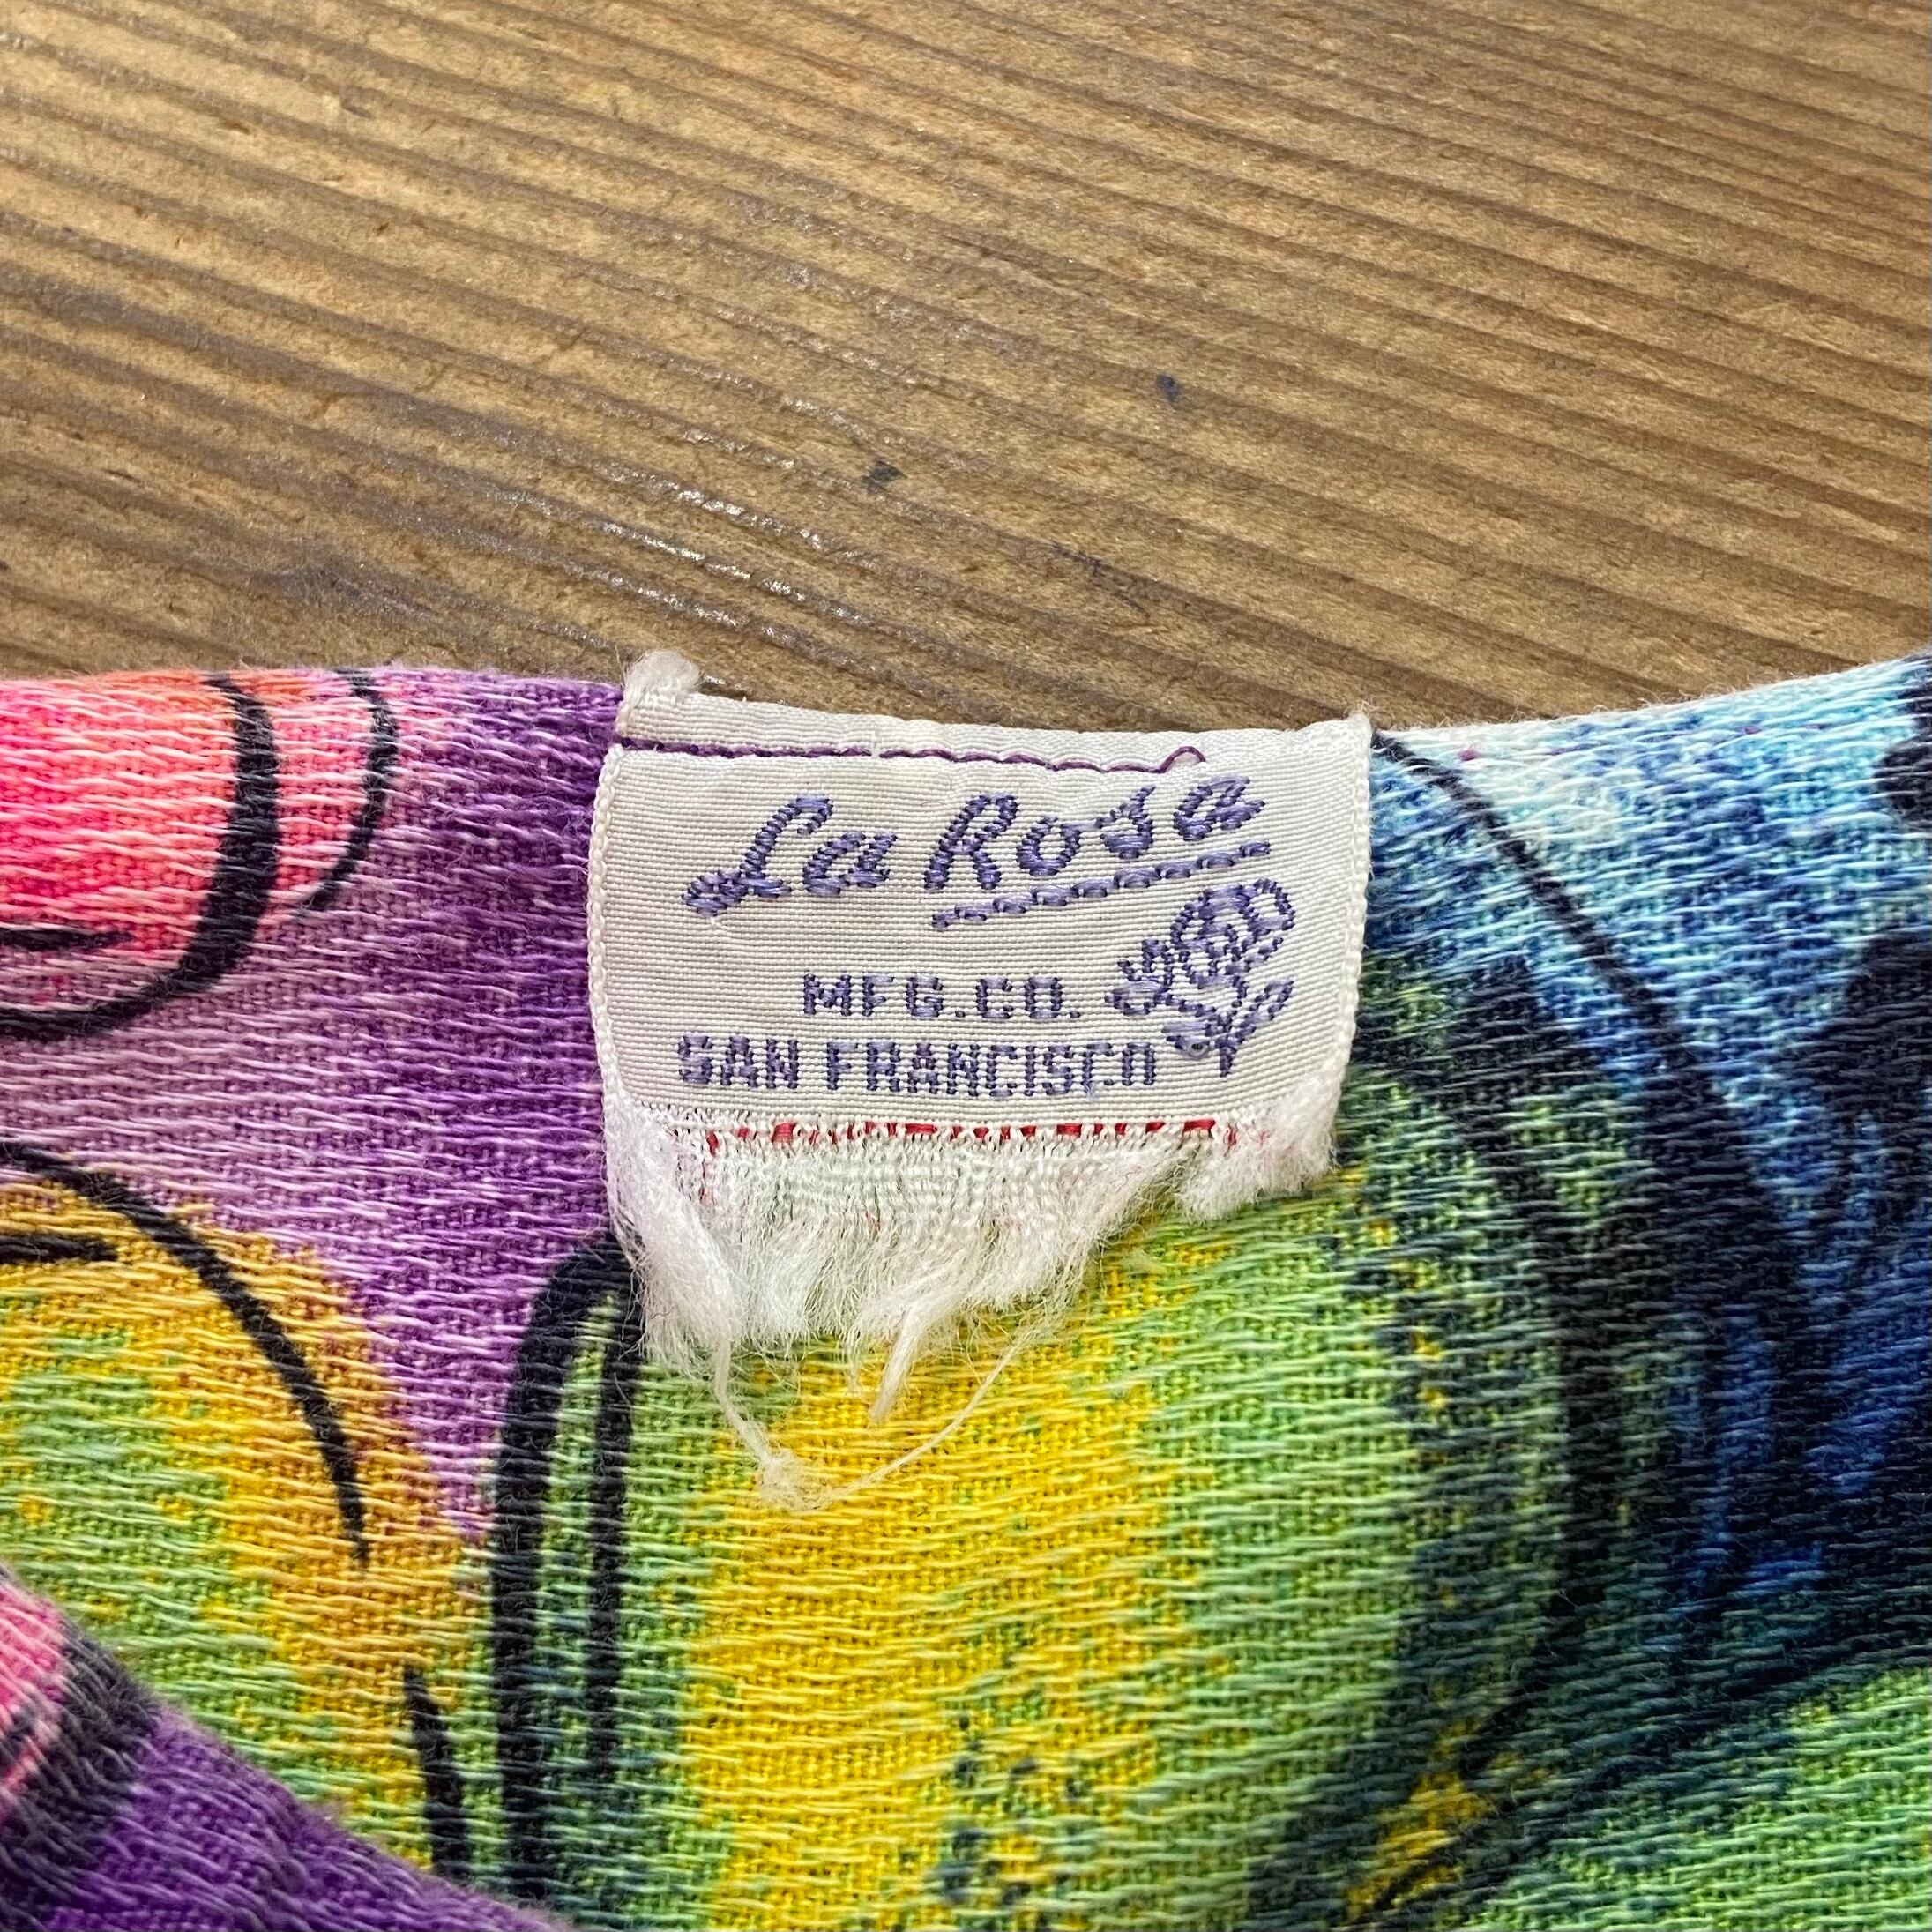 La Rosa
MFG. CO.
SAN FRANCISCO